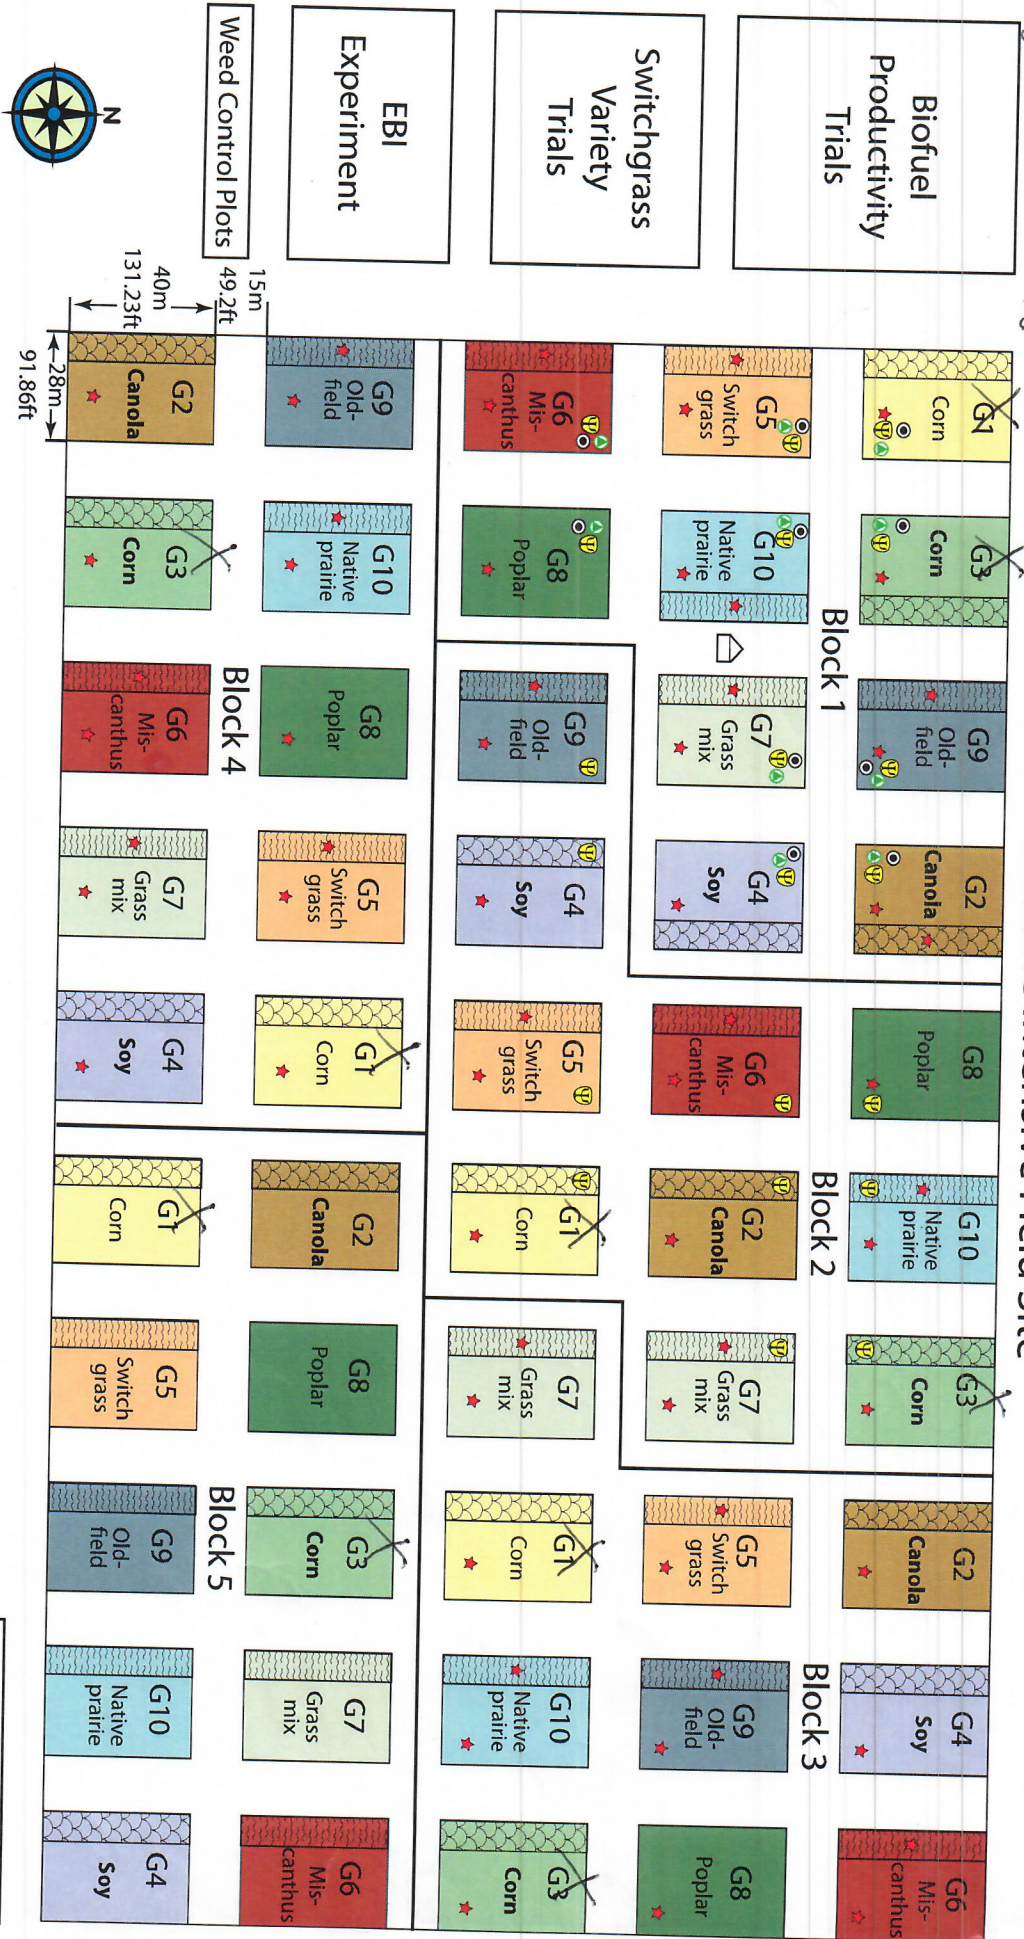 Field Site
Biofuel
Productivity
Trials
G1
Corn
G3
Corn
G9
Old-
field
G2
Canola
G8
Poplar
G10
Native
prairie
G3
Corn
G2
Canola
G4
Soy
G6
Mis-
canthus
Block 1
Block 2
Block 3
Switchgrass
Variety
Trials
G5
Switch
grass
G10
Native
prairie
G7
Grass
mix
G4
Soy
G6
Mis-
canthus
G2
Canola
G7
Grass
mix
G5
Switch
grass
G9
Old-
field
G8
Poplar
G6
Mis-
canthus
G8
Poplar
G9
Old-
field
G4
Soy
G5
Switch
grass
G1
Corn
G7
Grass
mix
G1
Corn
G10
Native
prairie
G3
Corn
EBI
Experiment
G9
Old-
field
G10
Native
prairie
G8
Poplar
G5
Switch
grass
G1
Corn
G2
Canola
G8
Poplar
G3
Corn
G7
Grass
mix
G6
Mis-
canthus
Weed Control Plots
15m
49.2ft
Block 4
Block 5
40m
131.23ft
G2
Canola
G3
Corn
G6
Mis-
canthus
G7
Grass
mix
G4
Soy
G1
Corn
G5
Switch
grass
G9
Old-
field
G10
Native
prairie
G4
Soy
N
28m
91.86ft